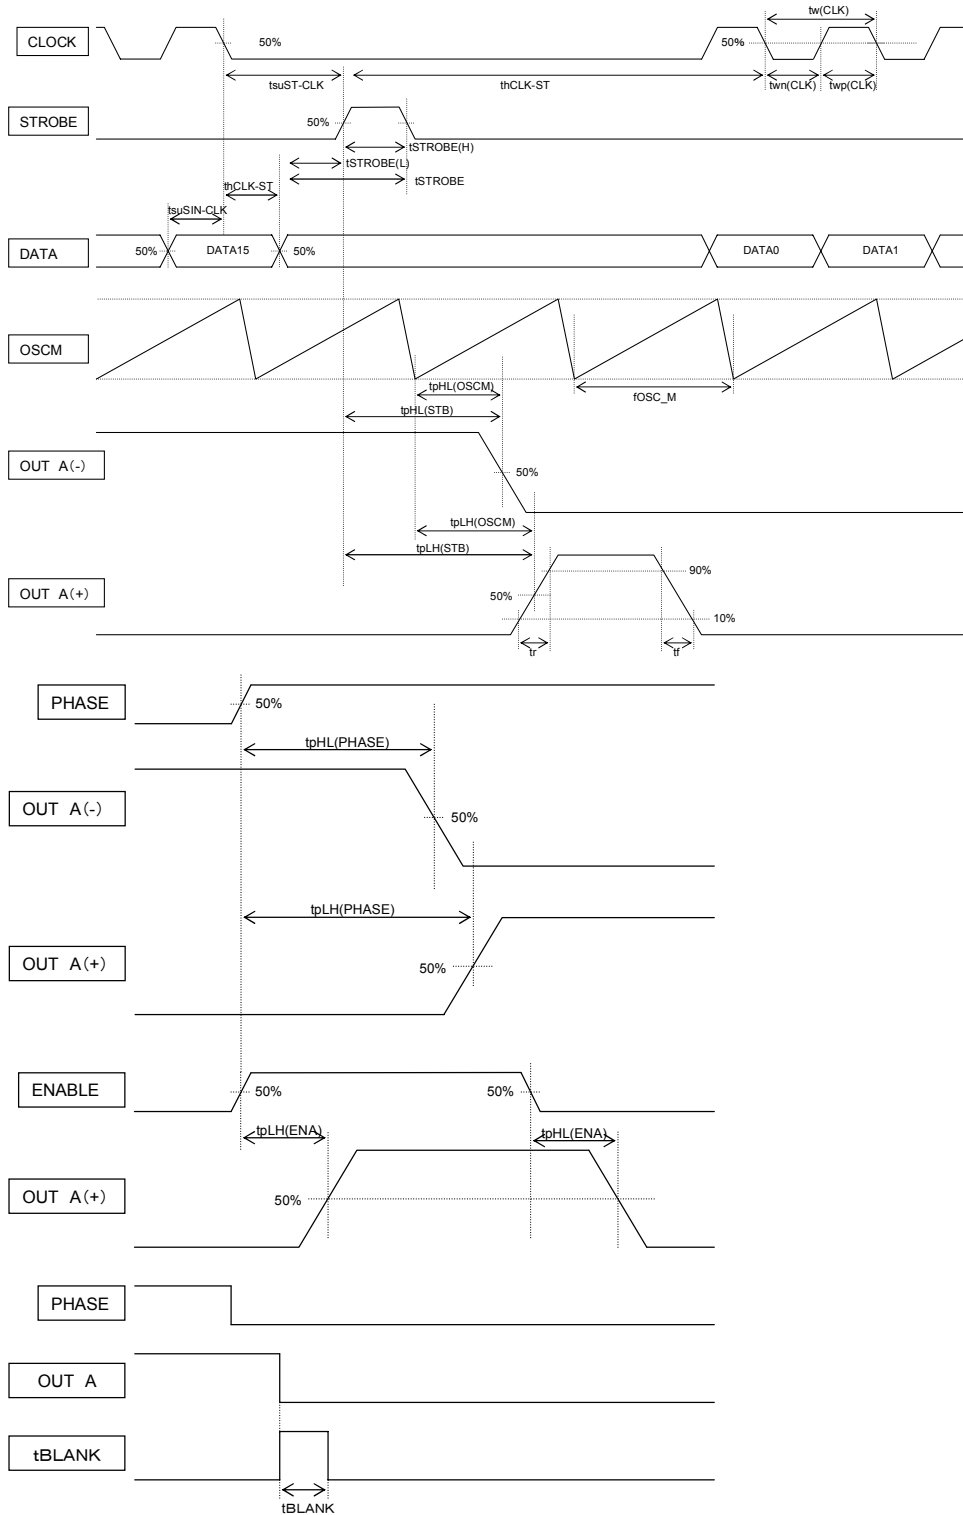 tw(CLK)
CLOCK
50%
50%
tsuST-CLK
thCLK-ST
twn(CLK)
twp(CLK)
STROBE
50%
tSTROBE(H)
tSTROBE(L)
tSTROBE
thCLK-ST
tsuSIN-CLK
DATA
50%
DATA15
50%
DATA0
DATA1
OSCM
tpHL(OSCM)
fOSC_M
tpHL(STB)
OUT A(-)
50%
tpLH(OSCM)
tpLH(STB)
90%
OUT A(+)
50%
10%
tr
tf
PHASE
50%
tpHL(PHASE)
OUT A(-)
50%
tpLH(PHASE)
OUT A(+)
50%
ENABLE
50%
50%
tpLH(ENA)
tpHL(ENA)
OUT A(+)
50%
PHASE
OUT A
tBLANK
tBLANK